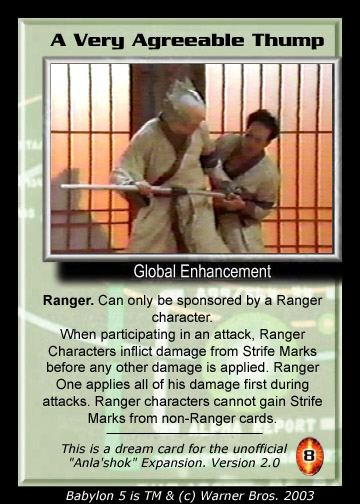 A Very Agreeable Thump
Global Enhancement
Ranger. Can only be sponsored by a Ranger
character.
When participating in an attack, Ranger
Characters inflict damage from Strife Marks
before any other damage is applied. Ranger
One applies all of his damage first during
attacks. Ranger characters cannot gain Strife
Marks from non-Ranger cards.
This is a dream card for the unofficial
"Anla'shok" Expansion. Version 2.0
8
Babylon 5 is TM & (c) Warner Bros. 2003